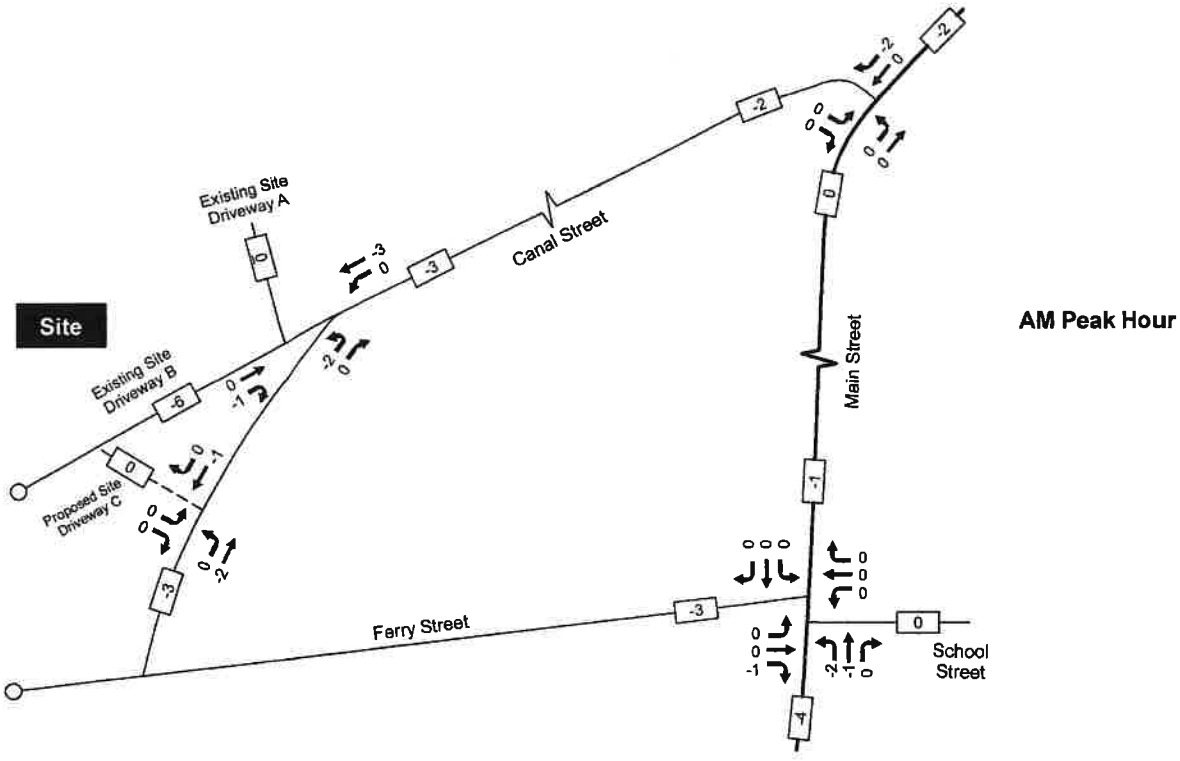 -2
-2
0
-2
0
0
0
0
0
Existing Site
Driveway A
0
Canal Street
-3
0
-3
Site
AM Peak Hour
Main Street
-2
0
Existing Site
Driveway B
-6
0
-1
0
-1
0
Proposed Site
Driveway C
0
0
0
-2
-1
-3
0 0 0
0
0
0
Ferry Street
-3
0
School
Street
0
0
-1
-2
-1
0
-4